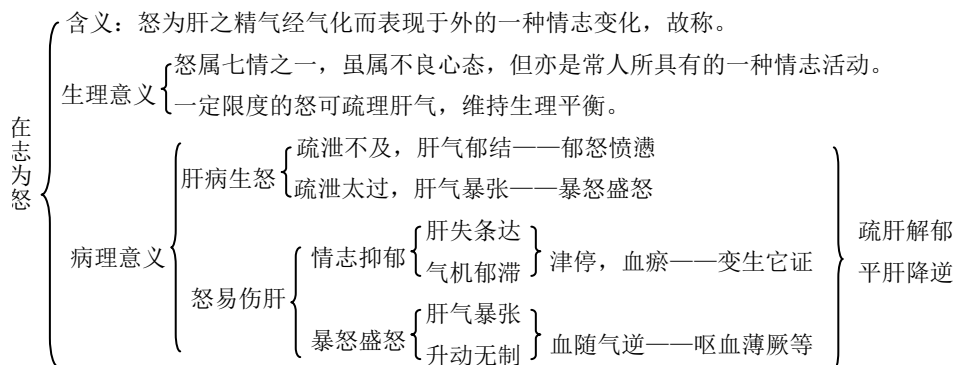 在志为怒
含义：怒为肝之精气经气化而表现于外的一种情志变化，故称。
生理意义
怒属七情之一，虽属不良心态，但亦是常人所具有的一种情志活动。
一定限度的怒可疏理肝气，维持生理平衡。
病理意义
肝病生怒
疏泄不及，肝气郁结——郁怒愤懑
疏泄太过，肝气暴张——暴怒盛怒
怒易伤肝
情志抑郁
肝失条达
气机郁滞
津停，血瘀——变生它证
暴怒盛怒
肝气暴张
升动无制
血随气逆——呕血薄厥等
疏肝解郁
平肝降逆